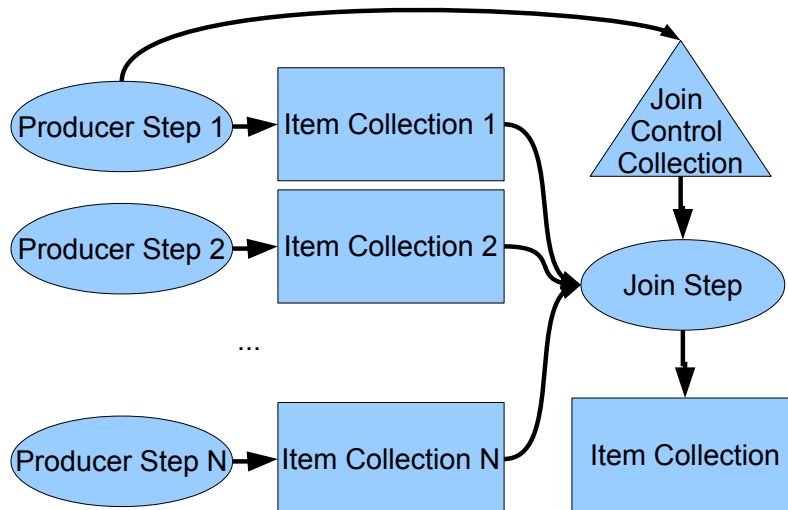 Producer Step 1
Item Collection 1
Join
Control
Collection
Producer Step 2
Item Collection 2
Join Step
...
Producer Step N
Item Collection N
Item Collection